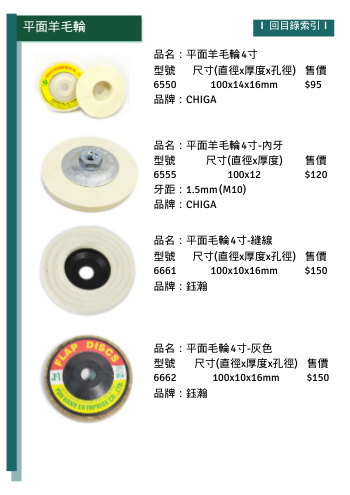 平面羊毛輪
回目錄索引
品名：平面羊毛輪4寸
型號 尺寸(直徑x厚度x孔徑) 售價
6550 100x14x16mm $95
品牌：CHIGA
品名：平面羊毛輪4寸-內牙
型號 尺寸(直徑x厚度) 售價
6555 100x12 $120
牙距：1.5mm(M10)
品牌：CHIGA
品名：平面毛輪4寸-縫線
型號 尺寸(直徑x厚度x孔徑) 售價
6661 100x10x16mm $150
品牌：鈺瀚
FLAP DISCS
品名：平面毛輪4寸-灰色
型號 尺寸(直徑x厚度x孔徑) 售價
6662 100x10x16mm $150
品牌：鈺瀚